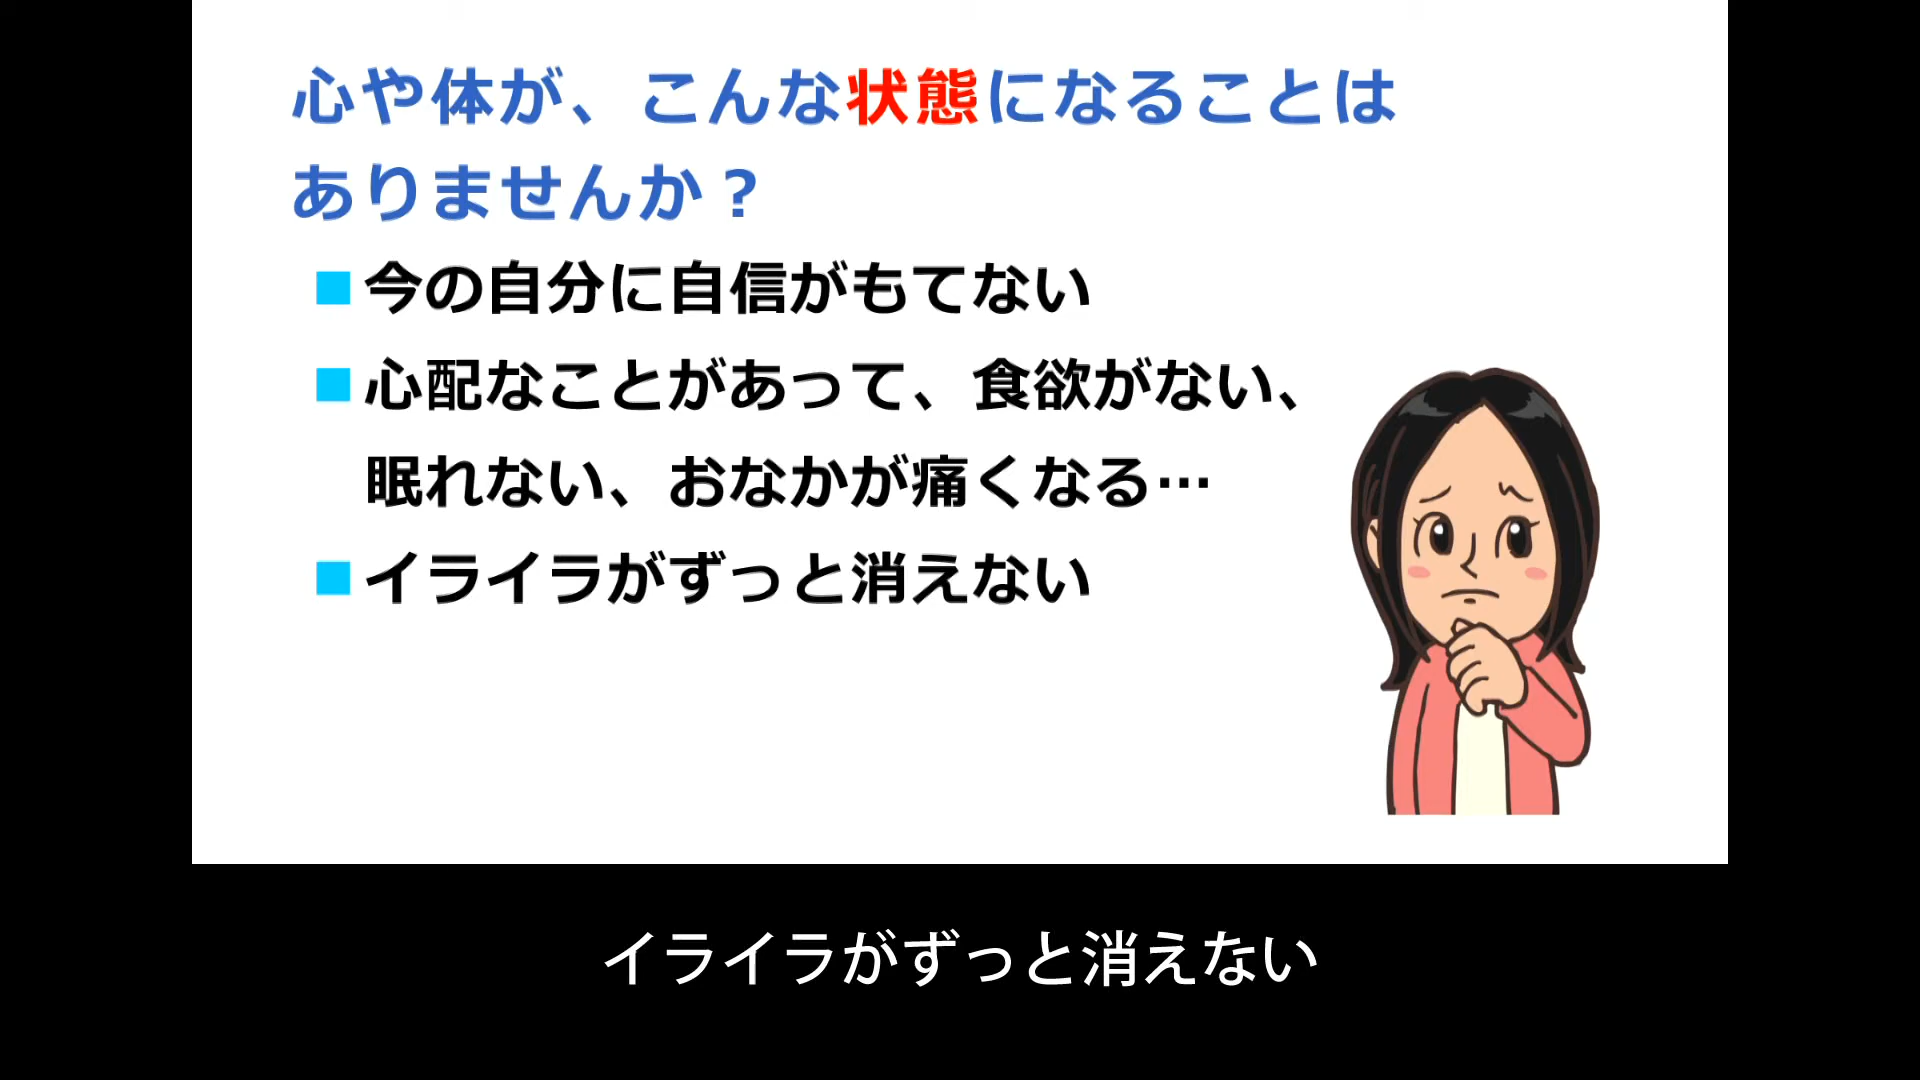 心や体が、こんな状態になることは
ありませんか？
■今の自分に自信がもてない
■心配なことがあって、食欲がない、
眠れない、おなかが痛くなる…
■イライラがずっと消えない
イライラがずっと消えない